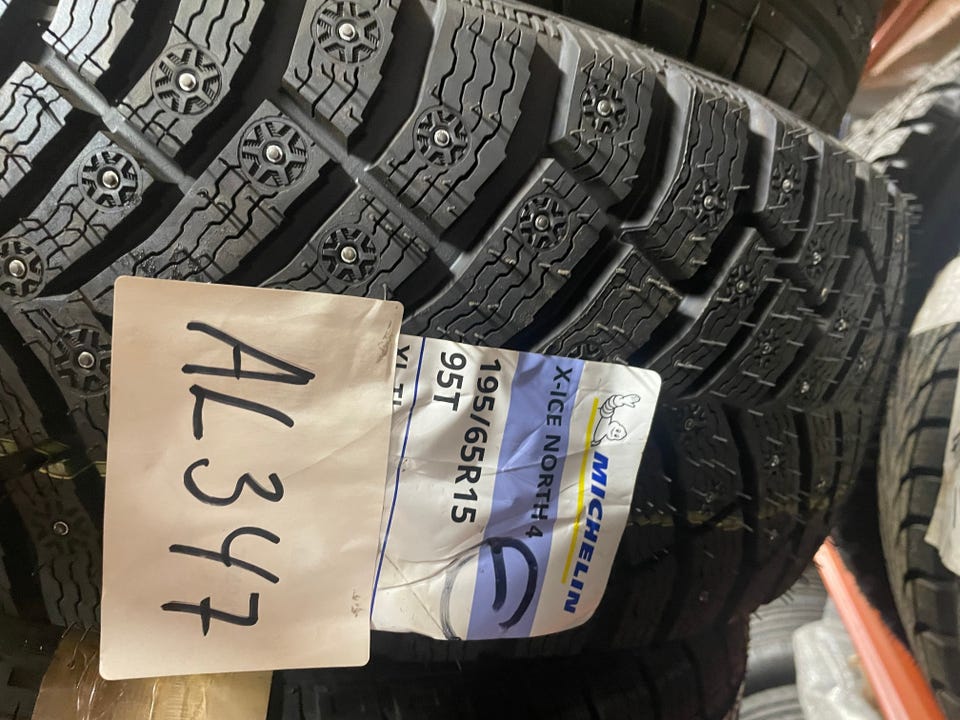 MICHELIN
X-ICE NORTH 4
195/65R15
95T
AL347